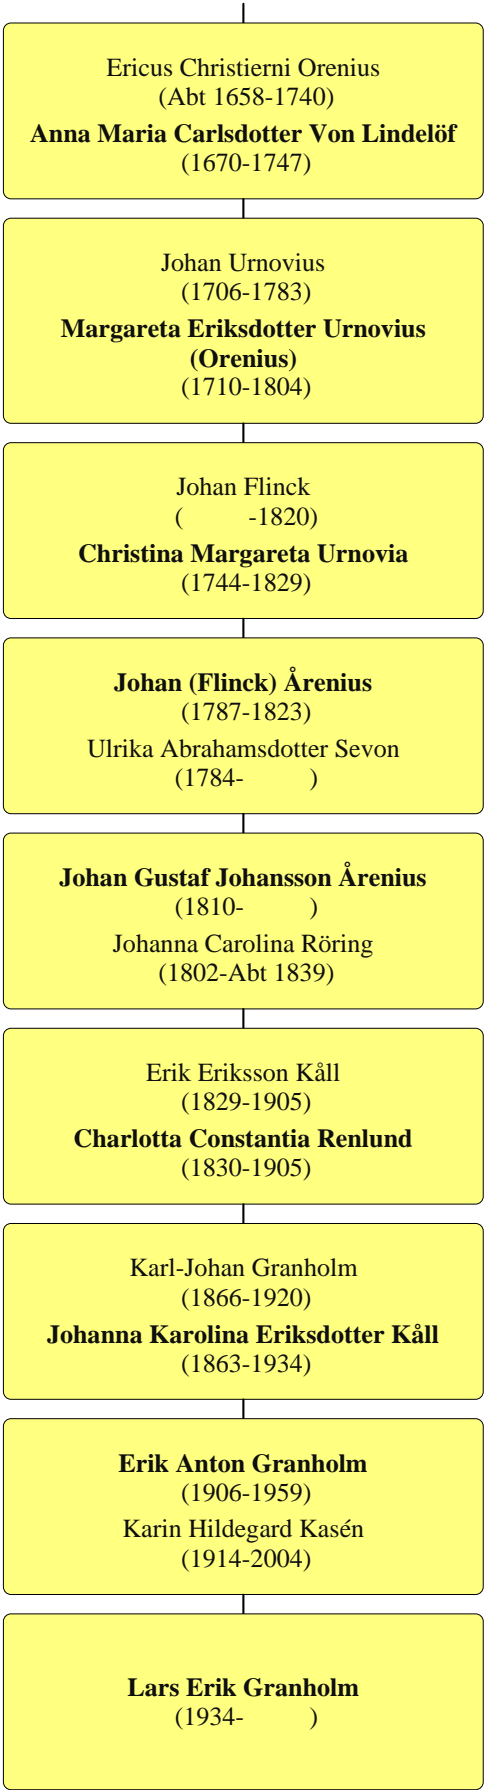 Ericus Christierni Orenius
(Abt 1658-1740)
Anna Maria Carlsdotter Von Lindelöf
(1670-1747)
Johan Urnovius
(1706-1783)
Margareta Eriksdotter Urnovius
(Orenius)
(1710-1804)
Johan Flinck
(          -1820)
Christina Margareta Urnovia
(1744-1829)
Johan (Flinck) Årenius
(1787-1823)
Ulrika Abrahamsdotter Sevon
(1784-          )
Johan Gustaf Johansson Årenius
(1810-          )
Johanna Carolina Röring
(1802-Abt 1839)
Erik Eriksson Kåll
(1829-1905)
Charlotta Constantia Renlund
(1830-1905)
Karl-Johan Granholm
(1866-1920)
Johanna Karolina Eriksdotter Kåll
(1863-1934)
Erik Anton Granholm
(1906-1959)
Karin Hildegard Kasén
(1914-2004)
Lars Erik Granholm
(1934-          )